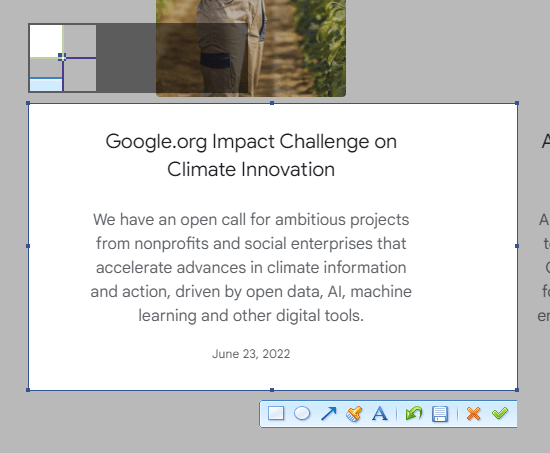 Google.org Impact Challenge on
Climate Innovation
We have an open call for ambitious projects
from nonprofits and social enterprises that
accelerate advances in climate information
and action, driven by open data, AI, machine
learning and other digital tools.
June 23, 2022